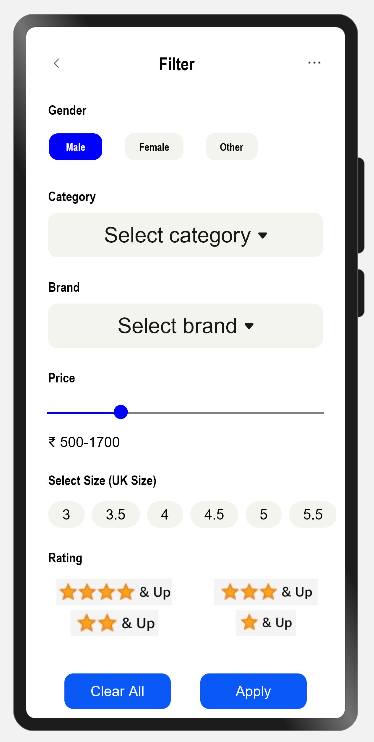 Filter
Gender
Male Female Other
Category
Select category
Brand
Select brand
Price
₹ 500-1700
Select Size (UK Size)
3 3.5 4 4.5 5 5.5
Rating
& Up & Up
& Up & Up
Clear All Apply